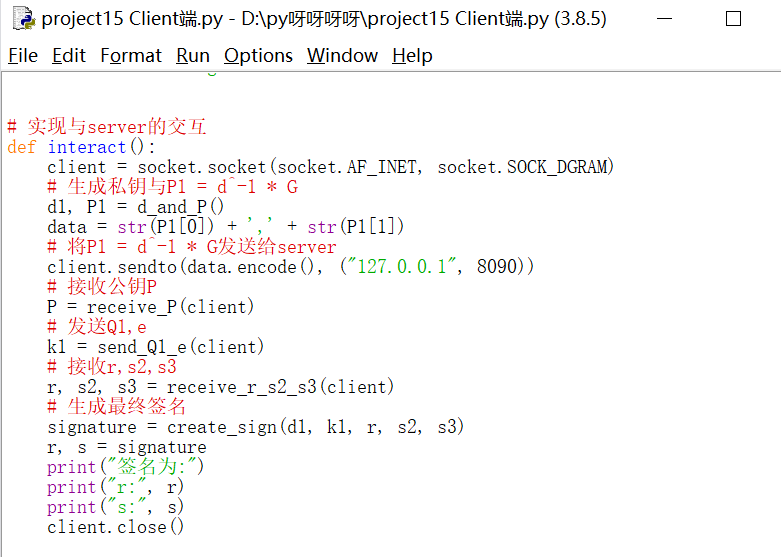 project15 Client端.py - D:\py呀呀呀呀\project15 Client端.py (3.8.5)
File Edit Format Run Options Window Help
# 实现与server的交互
def interact():
    client = socket.socket(socket.AF_INET, socket.SOCK_DGRAM)
    # 生成私钥与P1 = d^-1 * G
    d1, P1 = d_and_P()
    data = str(P1[0]) + ',' + str(P1[1])
    # 将P1 = d^-1 * G发送给server
    client.sendto(data.encode(), ("127.0.0.1", 8090))
    # 接收公钥P
    P = receive_P(client)
    # 发送Q1,e
    k1 = send_Q1_e(client)
    # 接收r,s2,s3
    r, s2, s3 = receive_r_s2_s3(client)
    # 生成最终签名
    signature = create_sign(d1, k1, r, s2, s3)
    r, s = signature
    print("签名为:")
    print("r:", r)
    print("s:", s)
    client.close()